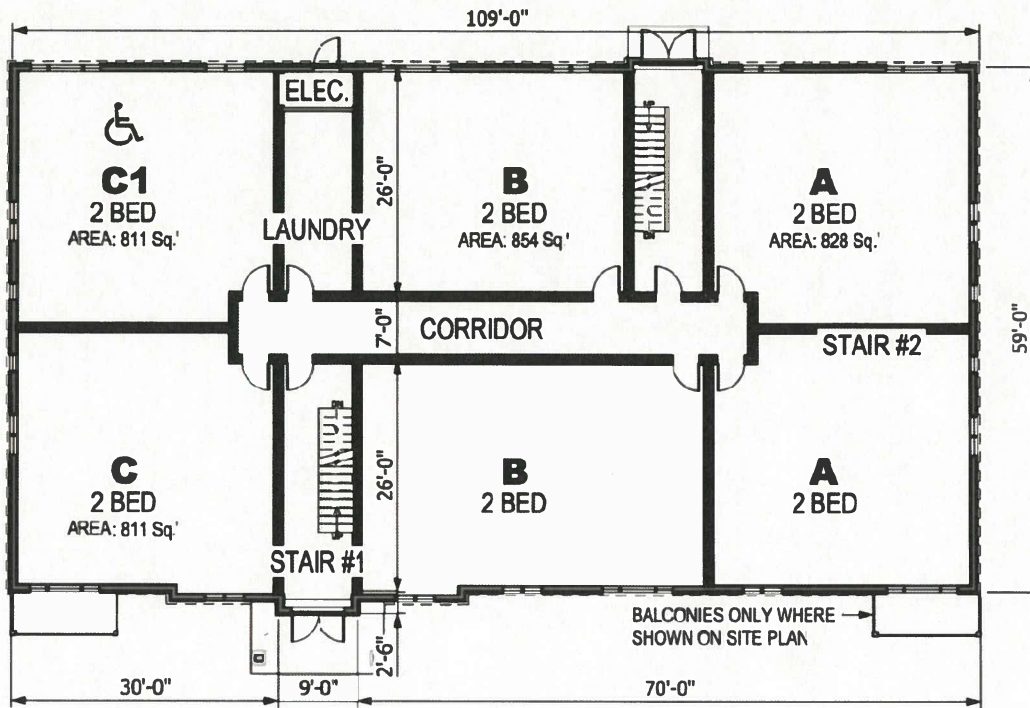 109'-0"
ELEC.
C1
2 BED
AREA: 811 Sq.'
LAUNDRY
26'-0"
B
2 BED
AREA: 854 Sq.'
A
2 BED
AREA: 828 Sq.'
7'-0"
CORRIDOR
STAIR #2
59'-0"
C
2 BED
AREA: 811 Sq.'
STAIR #1
26'-0"
B
2 BED
A
2 BED
BALCONIES ONLY WHERE
SHOWN ON SITE PLAN
2'-6"
30'-0"
9'-0"
70'-0"